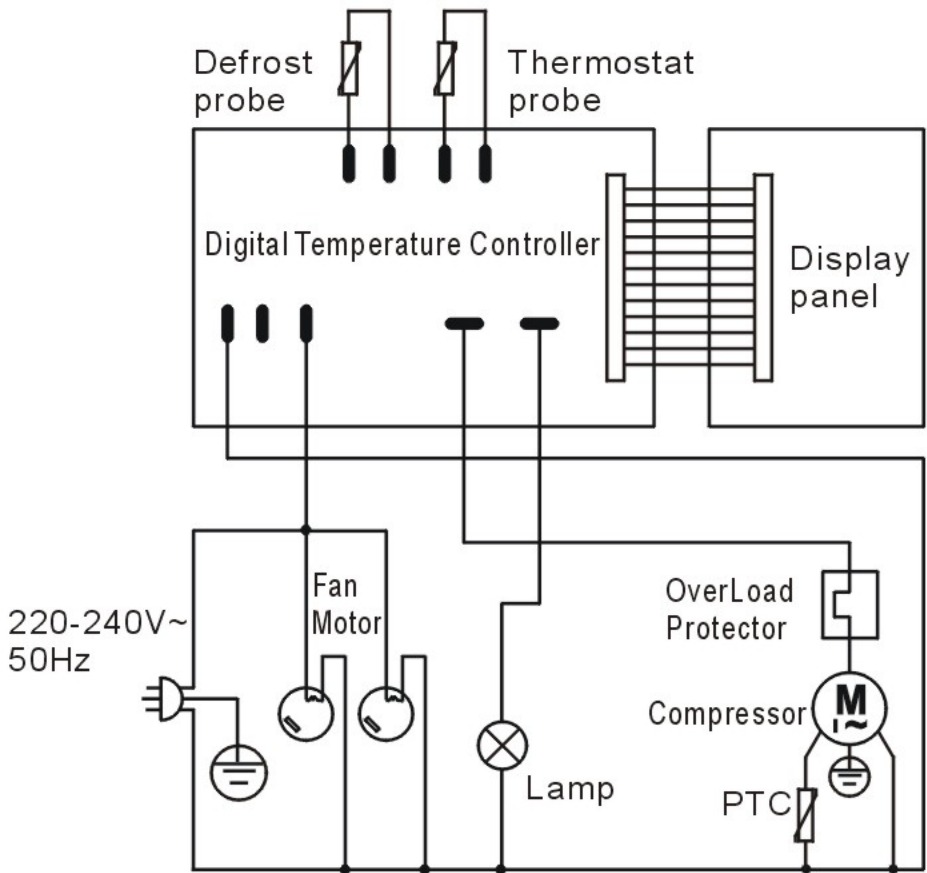 Defrost
probe
Thermostat
probe
Digital Temperature Controller
Display
panel
Fan
Motor
220-240V~
50Hz
OverLoad
Protector
Compressor
M
1~
Lamp
PTC